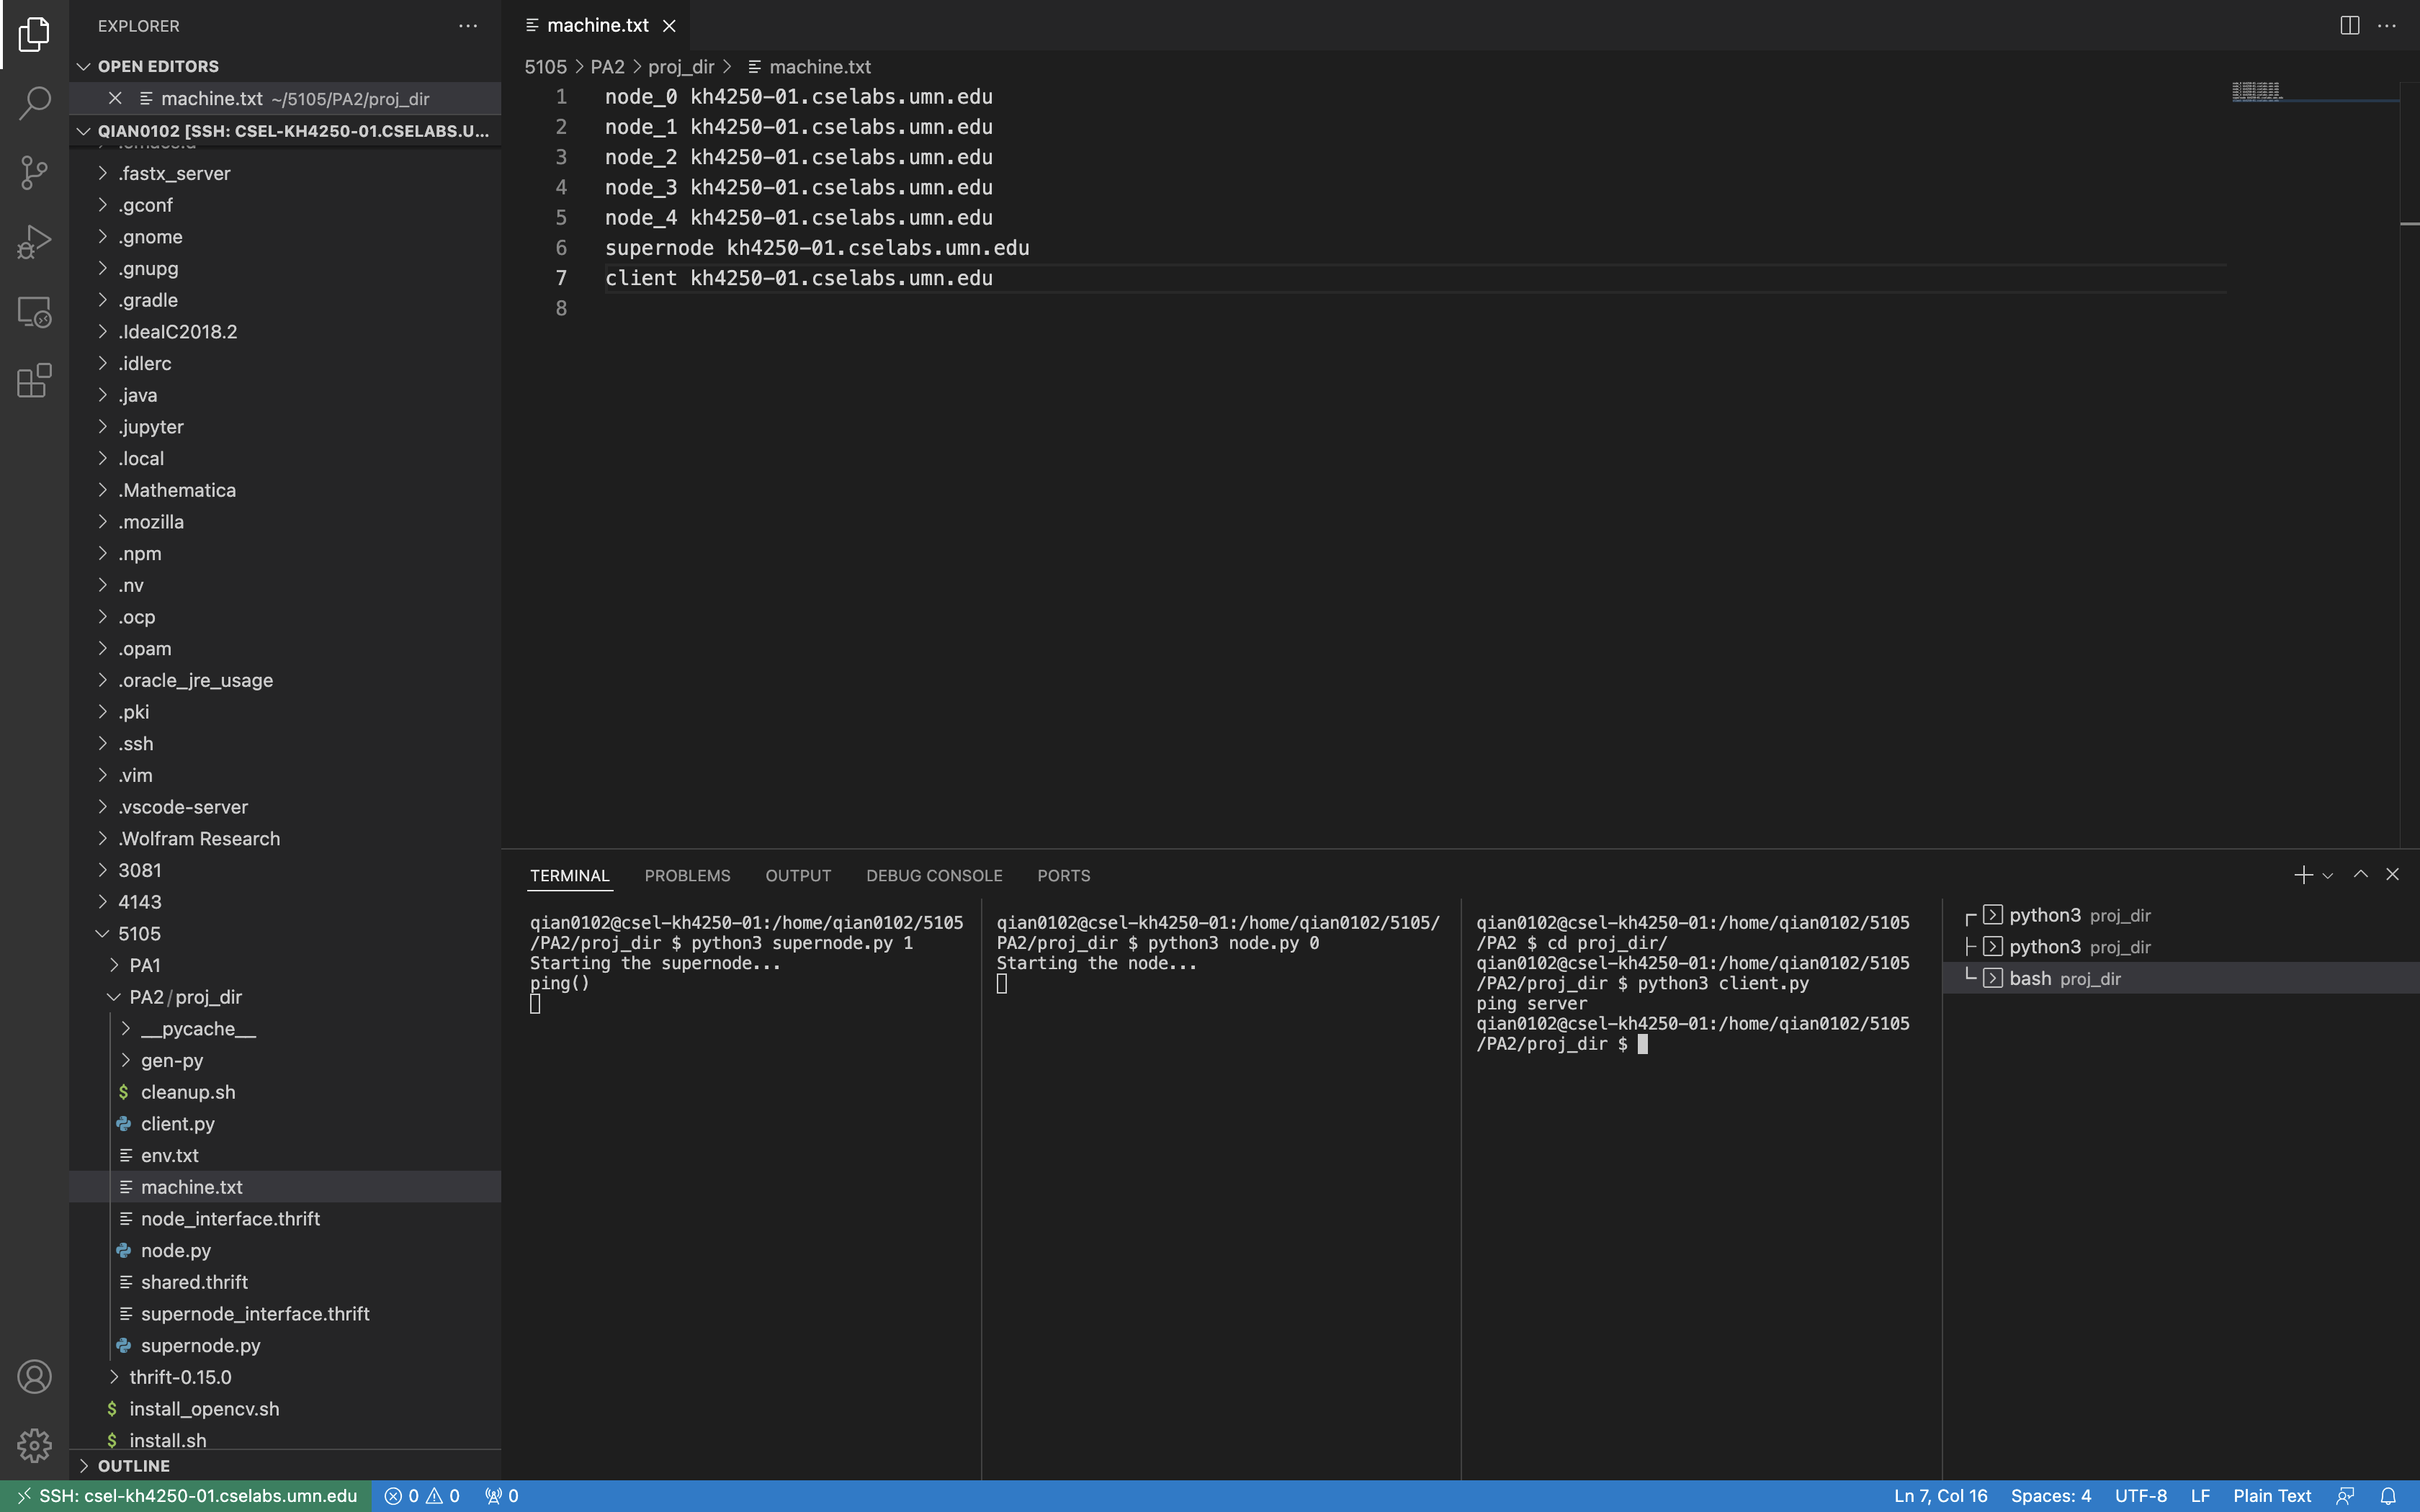 EXPLORER
OPEN EDITORS
machine.txt ~/5105/PA2/proj_dir
QIAN0102 [SSH: CSEL-KH4250-01.CSELABS.U...
.fastx_server
.gconf
.gnome
.gnupg
.gradle
.IdeaIC2018.2
.idlerc
.java
.jupyter
.local
.Mathematica
.mozilla
.npm
.nv
.ocp
.opam
.oracle_jre_usage
.pki
.ssh
.vim
.vscode-server
.Wolfram Research
3081
4143
5105
PA1
PA2/proj_dir
__pycache__
gen-py
$ cleanup.sh
client.py
env.txt
machine.txt
node_interface.thrift
node.py
shared.thrift
supernode_interface.thrift
supernode.py
thrift-0.15.0
$ install_opencv.sh
$ install.sh
OUTLINE
machine.txt
5105 > PA2 > proj_dir > machine.txt
1 node_0 kh4250-01.cselabs.umn.edu
2 node_1 kh4250-01.cselabs.umn.edu
3 node_2 kh4250-01.cselabs.umn.edu
4 node_3 kh4250-01.cselabs.umn.edu
5 node_4 kh4250-01.cselabs.umn.edu
6 supernode kh4250-01.cselabs.umn.edu
7 client kh4250-01.cselabs.umn.edu
8
TERMINAL PROBLEMS OUTPUT DEBUG CONSOLE PORTS
qian0102@csel-kh4250-01:/home/qian0102/5105
/PA2/proj_dir $ python3 supernode.py 1
Starting the supernode...
ping()
qian0102@csel-kh4250-01:/home/qian0102/5105/
PA2/proj_dir $ python3 node.py 0
Starting the node...
qian0102@csel-kh4250-01:/home/qian0102/5105
/PA2 $ cd proj_dir/
qian0102@csel-kh4250-01:/home/qian0102/5105
/PA2/proj_dir $ python3 client.py
ping server
qian0102@csel-kh4250-01:/home/qian0102/5105
/PA2/proj_dir $
python3 proj_dir
python3 proj_dir
bash proj_dir
SSH: csel-kh4250-01.cselabs.umn.edu 0 0 0 Ln 7, Col 16 Spaces: 4 UTF-8 LF Plain Text